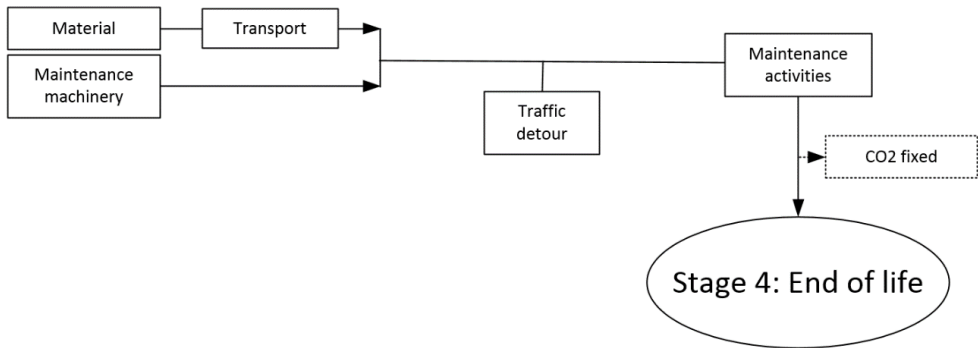 Material
Transport
Maintenance
machinery
Maintenance
activities
Traffic
detour
CO2 fixed
Stage 4: End of life